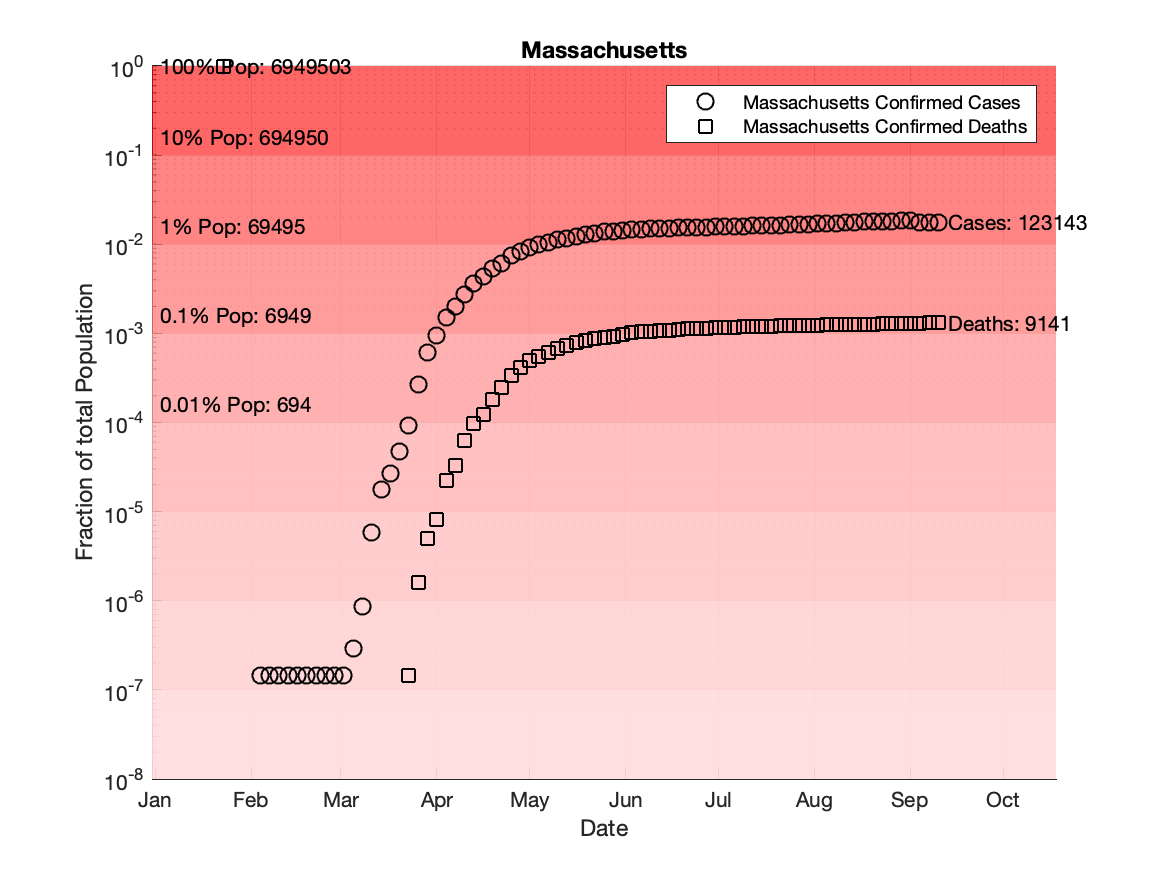 Massachusetts
10^0
100% Pop: 6949503
Massachusetts Confirmed Cases
Massachusetts Confirmed Deaths
10% Pop: 694950
10^-1
1% Pop: 69495
Cases: 123143
10^-2
0.1% Pop: 6949
Deaths: 9141
10^-3
0.01% Pop: 694
10^-4
10^-5
10^-6
10^-7
10^-8
Fraction of total Population
Jan Feb Mar Apr May Jun Jul Aug Sep Oct
Date